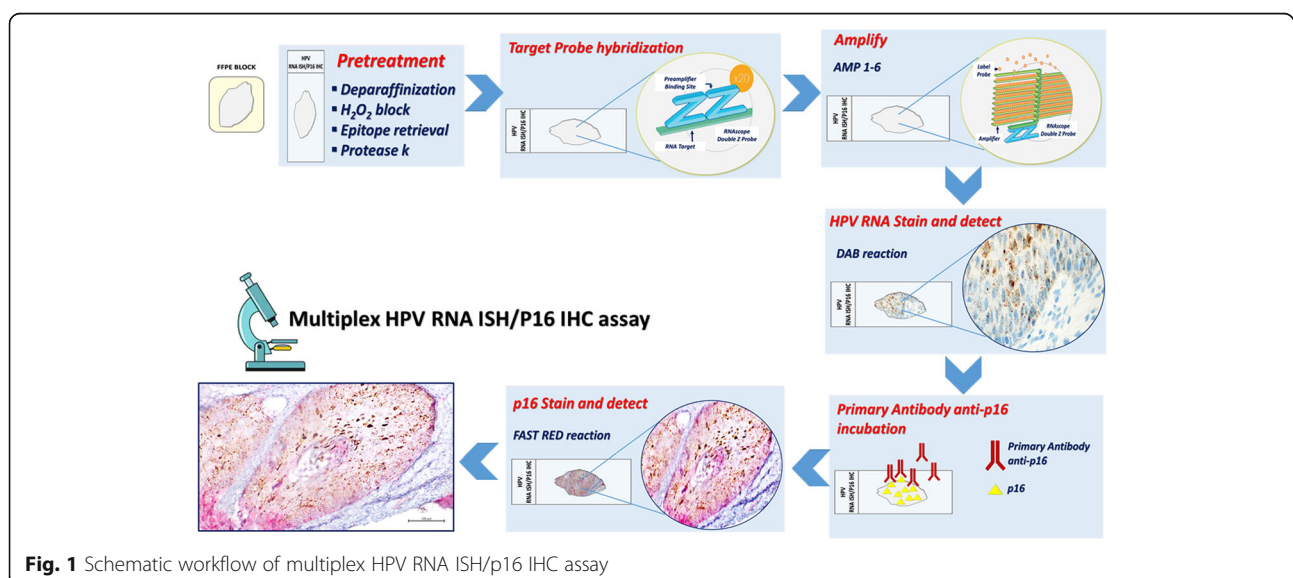 FFPE BLOCK
HPV
RNA ISH/P16 IHC
Pretreatment
▪ Deparaffinization
▪ H₂O₂ block
▪ Epitope retrieval
▪ Protease k
Target Probe hybridization
HPV
RNA ISH/P16 IHC
Preamplifier
Binding Site
x20
RNA Target
RNAscope
Double Z Probe
Amplify
AMP 1-6
HPV
RNA ISH/P16 IHC
Label
Probe
Amplifier
RNAscope
Double Z Probe
HPV RNA Stain and detect
DAB reaction
HPV
RNA ISH/P16 IHC
Primary Antibody anti-p16
incubation
HPV
RNA ISH/P16 IHC
Primary Antibody
anti-p16
p16
p16 Stain and detect
FAST RED reaction
HPV
RNA ISH/P16 IHC
Multiplex HPV RNA ISH/P16 IHC assay
Fig. 1 Schematic workflow of multiplex HPV RNA ISH/p16 IHC assay